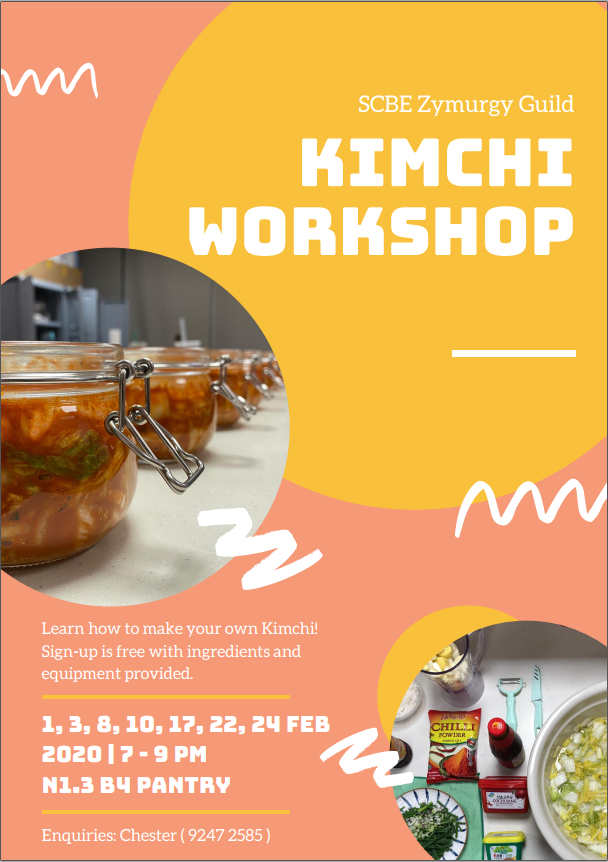 SCBE Zymurgy Guild
KIMCHI
WORKSHOP
Learn how to make your own Kimchi!
Sign-up is free with ingredients and
equipment provided.
1, 3, 8, 10, 17, 22, 24 FEB
2020 | 7 - 9 PM
N1.3 B4 PANTRY
Enquiries: Chester ( 9247 2585 )
CHILLI
POWDER